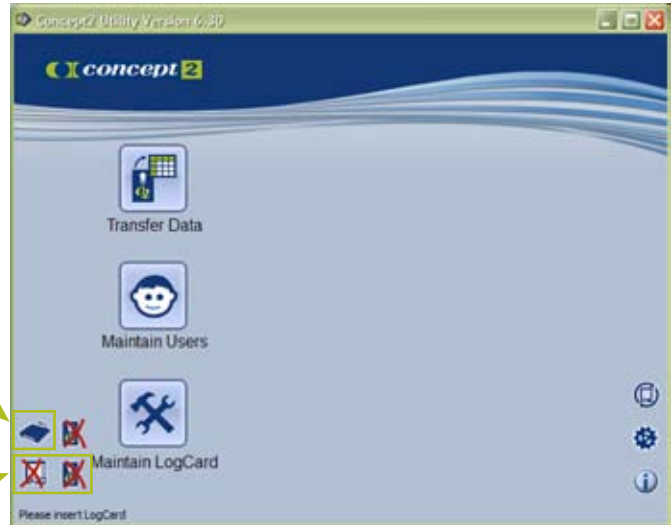 Concept2 Utility Version 6.30
concept 2
Transfer Data
Maintain Users
Maintain LogCard
Please insert LogCard